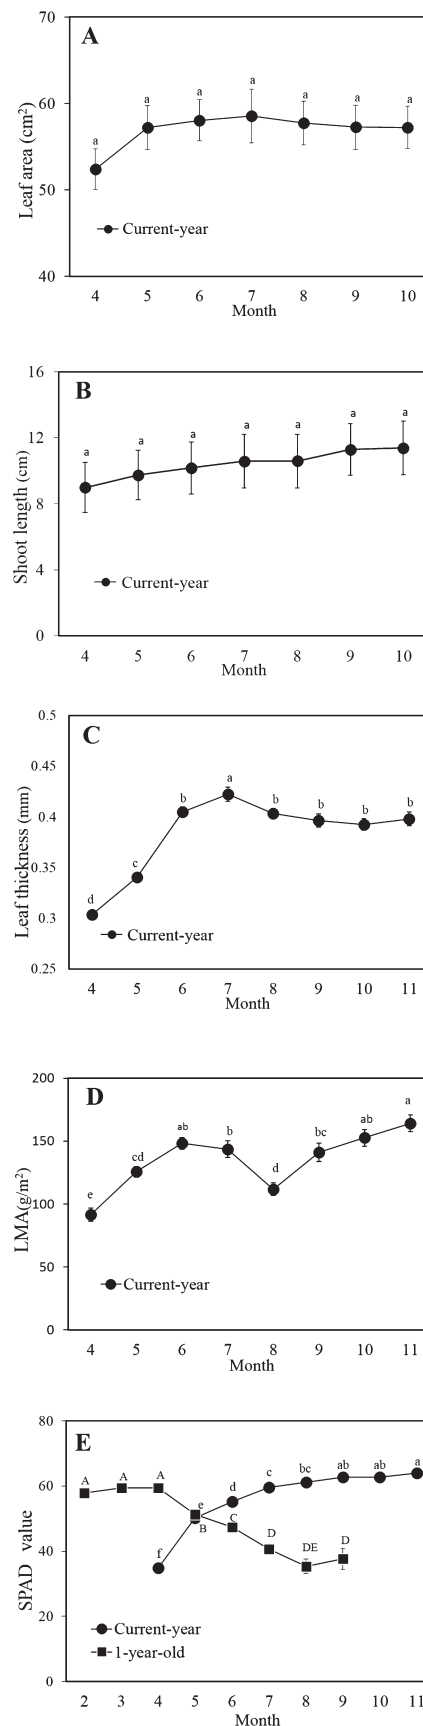 A
70
60
50
40
Leaf area (cm²)
a a a a a a a
Current-year
4 5 6 7 8 9 10
Month
B
16
12
8
4
0
Shoot length (cm)
a a a a a a a
Current-year
4 5 6 7 8 9 10
Month
C
0.5
0.45
0.4
0.35
0.3
0.25
Leaf thickness (mm)
d c b a b b b b
Current-year
4 5 6 7 8 9 10 11
Month
D
200
150
100
50
0
LMA(g/m²)
e cd ab b d bc ab a
Current-year
4 5 6 7 8 9 10 11
Month
E
80
60
40
20
0
SPAD value
f e d c bc ab ab a
A A A B C D DE D
Current-year
1-year-old
2 3 4 5 6 7 8 9 10 11
Month